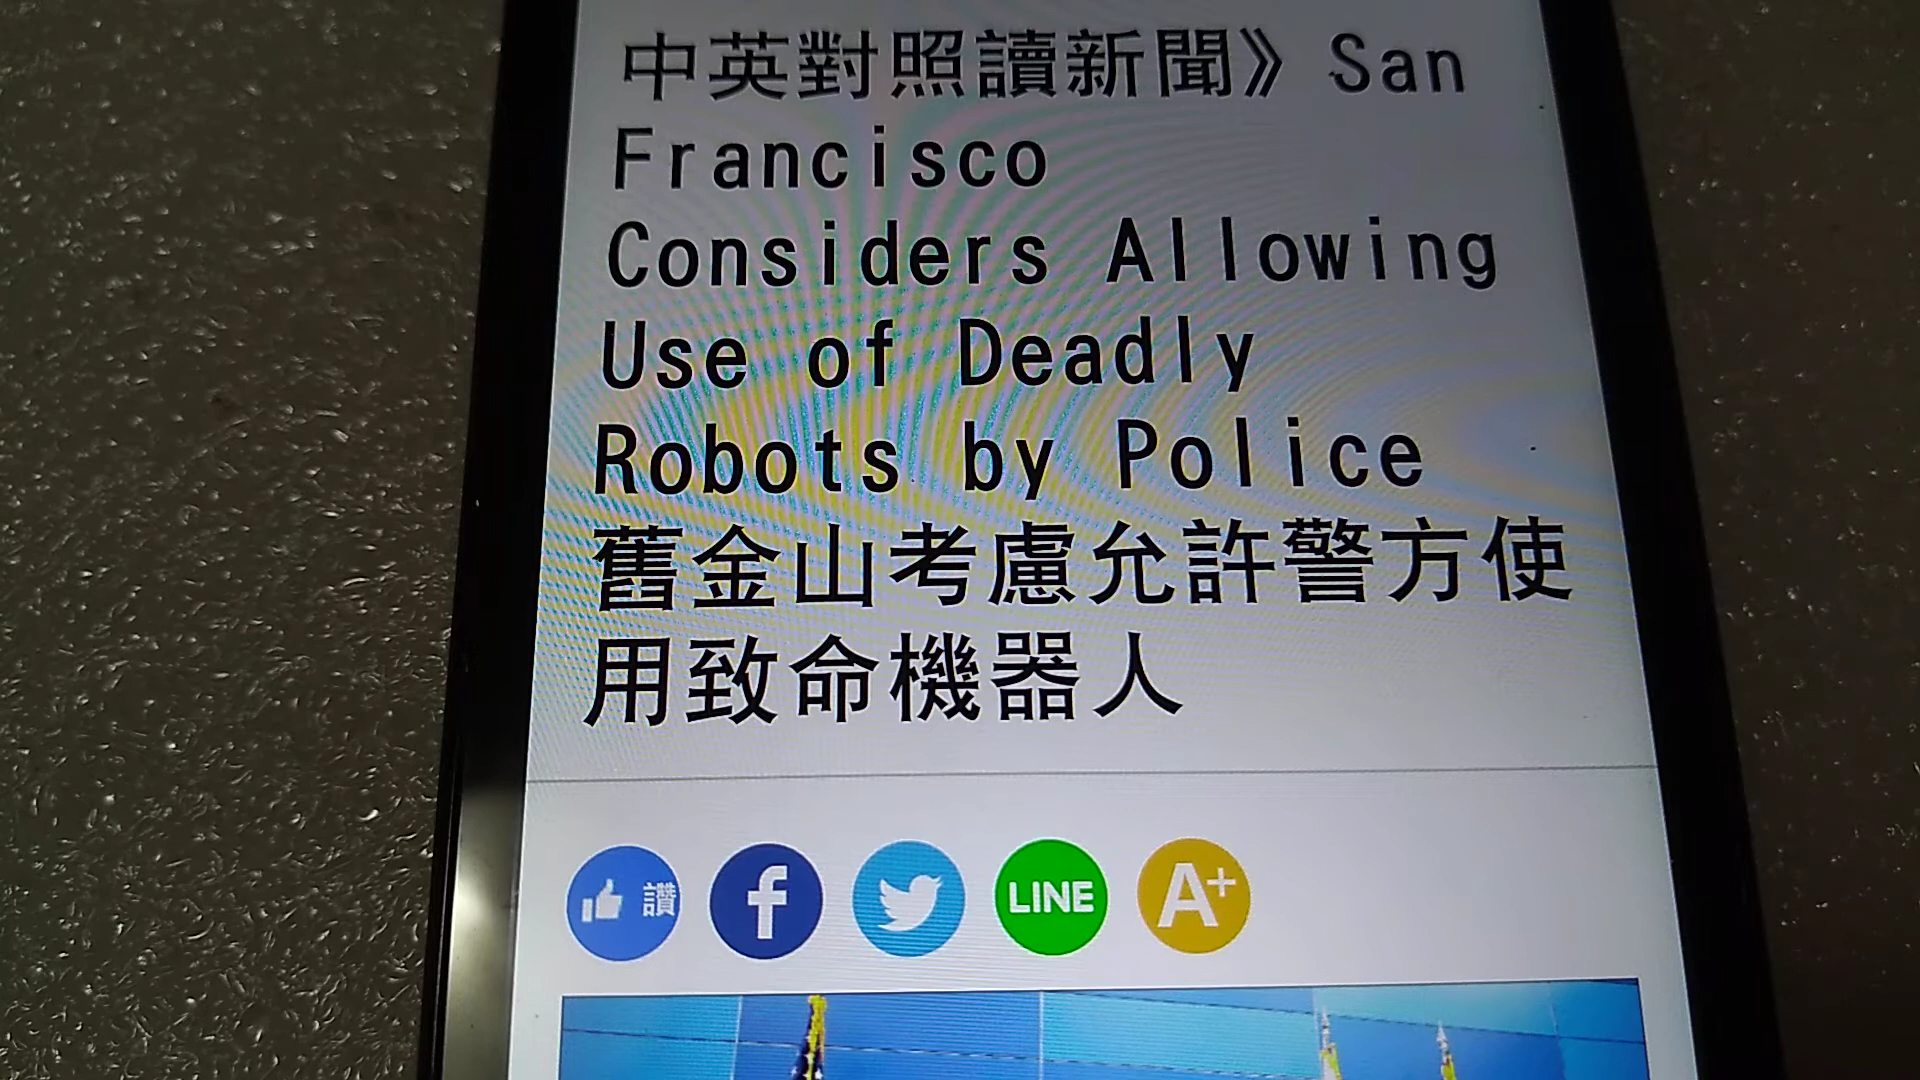 中英對照讀新聞》San
Francisco
Considers Allowing
Use of Deadly
Robots by Police
舊金山考慮允許警方使
用致命機器人
讚
f
LINE
A+